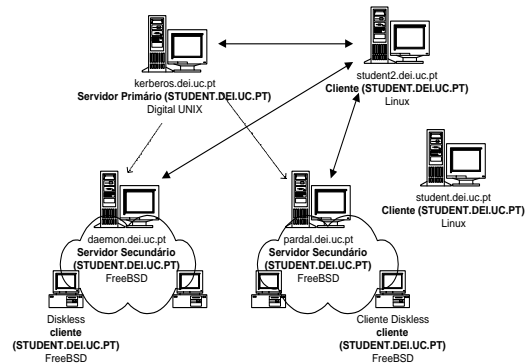 kerberos.dei.uc.pt
Servidor Primário (STUDENT.DEI.UC.PT)
Digital UNIX
student2.dei.uc.pt
Cliente (STUDENT.DEI.UC.PT)
Linux
student.dei.uc.pt
Cliente (STUDENT.DEI.UC.PT)
Linux
daemon.dei.uc.pt
Servidor Secundário
(STUDENT.DEI.UC.PT)
FreeBSD
pardal.dei.uc.pt
Servidor Secundário
(STUDENT.DEI.UC.PT)
FreeBSD
Diskless
cliente
(STUDENT.DEI.UC.PT)
FreeBSD
Cliente Diskless
cliente
(STUDENT.DEI.UC.PT)
FreeBSD